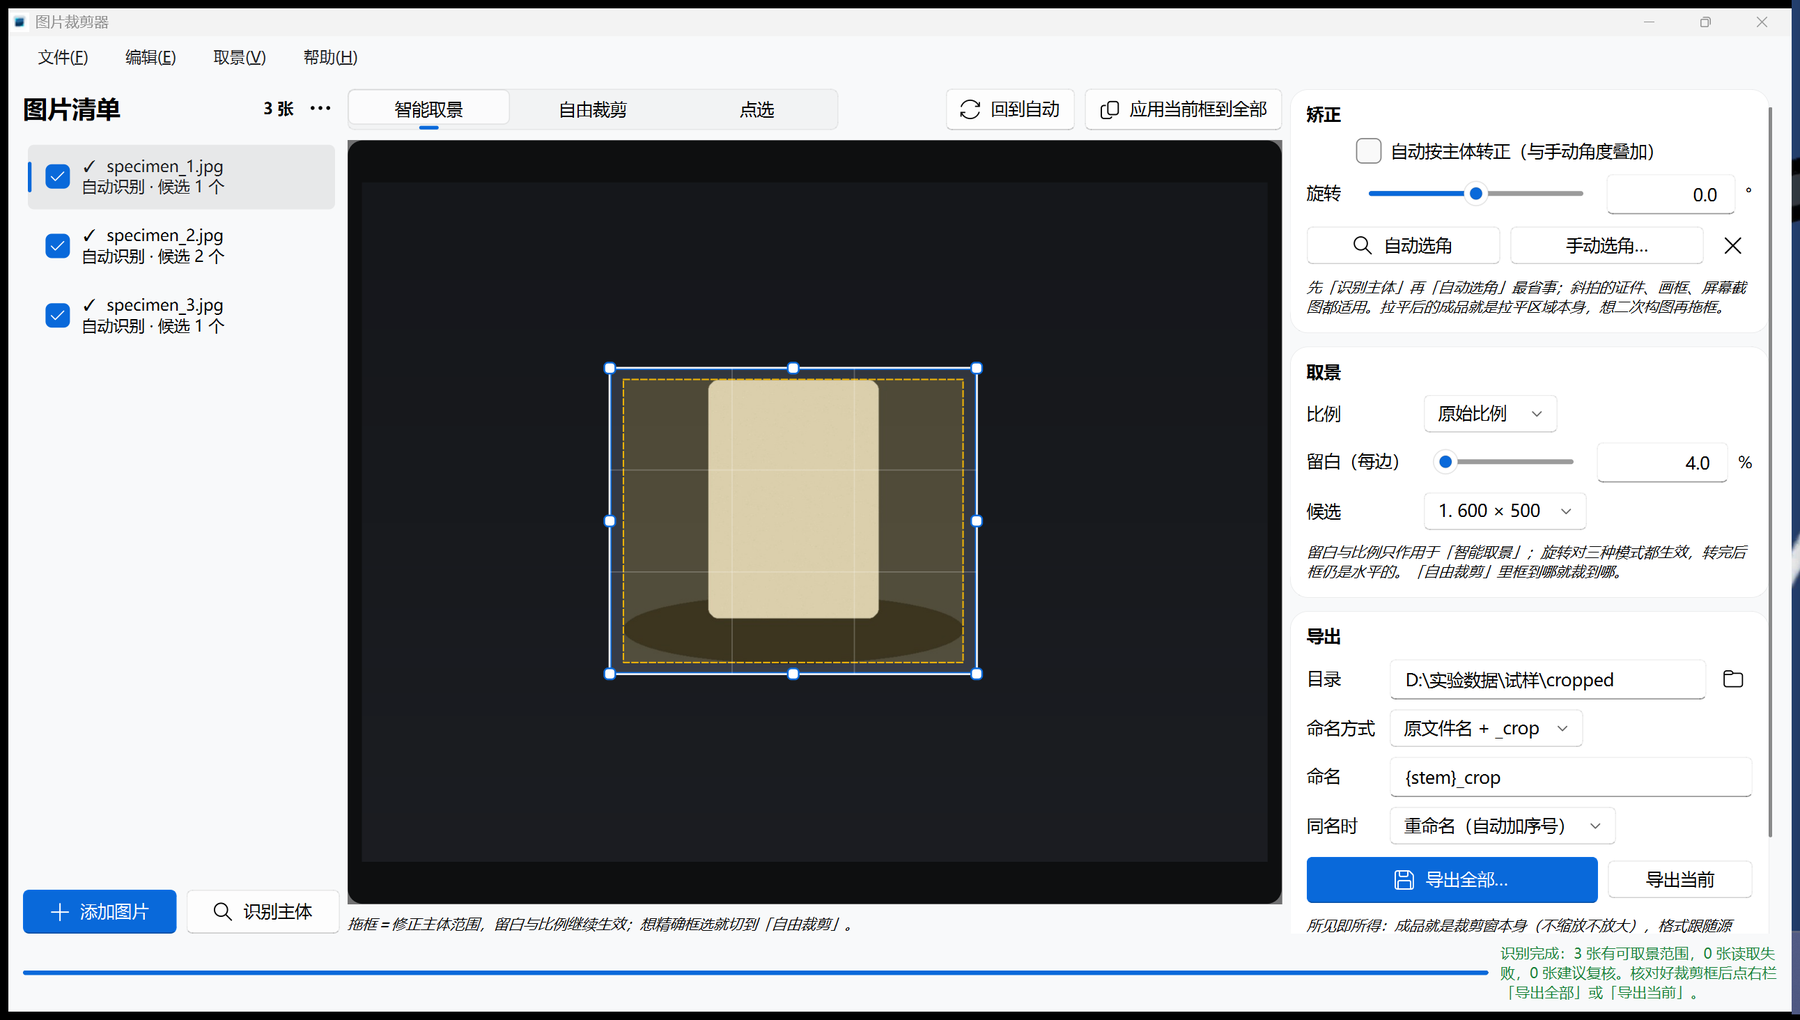 图片裁剪器
文件(F) 编辑(E) 取景(V) 帮助(H)
图片清单 3 张 ···
✓ specimen_1.jpg
自动识别 · 候选 1 个
✓ specimen_2.jpg
自动识别 · 候选 2 个
✓ specimen_3.jpg
自动识别 · 候选 1 个
添加图片 识别主体
智能取景 自由裁剪 点选 回到自动 应用当前框到全部
拖框 = 修正主体范围，留白与比例继续生效；想精确框选就切到「自由裁剪」。
矫正
自动按主体转正（与手动角度叠加）
旋转 0.0 °
自动选角 手动选角...
先「识别主体」再「自动选角」最省事；斜拍的证件、画框、屏幕截
图都适用。拉平后的成品就是拉平区域本身，想二次构图再拖框。
取景
比例 原始比例
留白（每边） 4.0 %
候选 1. 600 × 500
留白与比例只作用于「智能取景」；旋转对三种模式都生效，转完后
框仍是水平的。「自由裁剪」里框到哪就裁到哪。
导出
目录 D:\实验数据\试样\cropped
命名方式 原文件名 + _crop
命名 {stem}_crop
同名时 重命名（自动加序号）
导出全部... 导出当前
所见即所得：成品就是裁剪窗本身（不缩放不放大），格式跟随源
识别完成：3 张有可取景范围，0 张读取失
败，0 张建议复核。核对好裁剪框后点右栏
「导出全部」或「导出当前」。